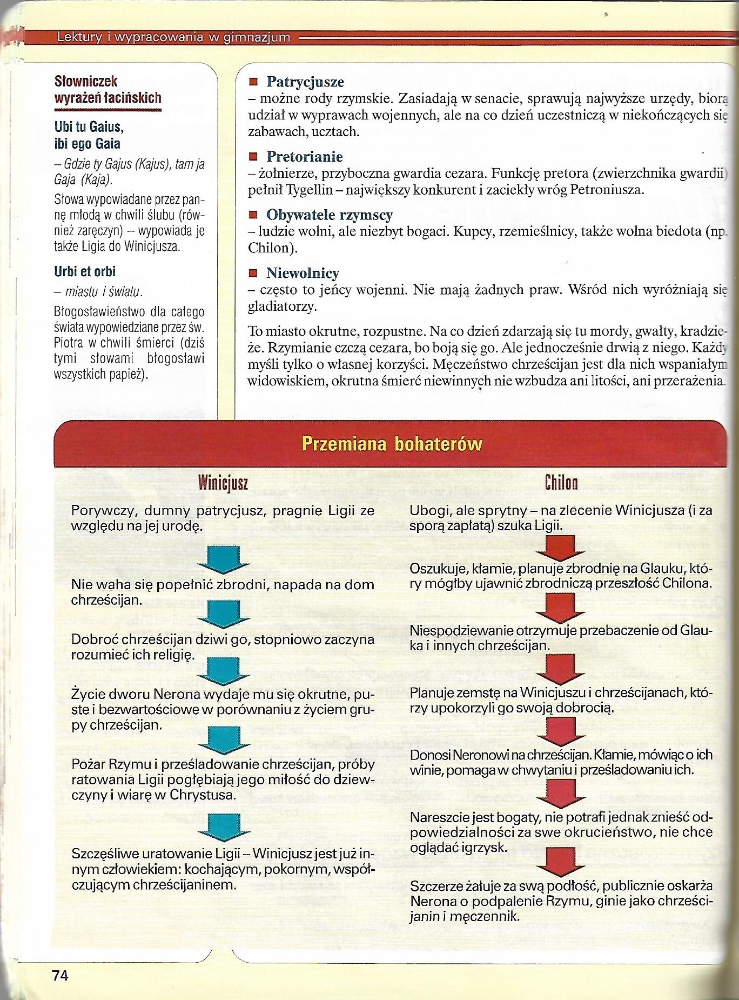 Lektury i wypracowania w gimnazjum
Słowniczek
wyrażeń łacińskich
Ubi tu Gaius,
ibi ego Gaia
– Gdzie ty Gajus (Kajus), tam ja
Gaja (Kaja).
Słowa wypowiadane przez pan-
nę młodą w chwili ślubu (rów-
nież zaręczyn) – wypowiada je
także Ligia do Winicjusza.
Urbi et orbi
– miastu i światu.
Błogosławieństwo dla całego
świata wypowiedziane przez św.
Piotra w chwili śmierci (dziś
tymi słowami błogosławi
wszystkich papież).
■ Patrycjusze
– możne rody rzymskie. Zasiadają w senacie, sprawują najwyższe urzędy, biorą
udział w wyprawach wojennych, ale na co dzień uczestniczą w niekończących się
zabawach, ucztach.
■ Pretorianie
– żołnierze, przyboczna gwardia cezara. Funkcję pretora (zwierzchnika gwardii)
pełnił Tygellin – największy konkurent i zaciekły wróg Petroniusza.
■ Obywatele rzymscy
– ludzie wolni, ale niezbyt bogaci. Kupcy, rzemieślnicy, także wolna biedota (np.
Chilon).
■ Niewolnicy
– często to jeńcy wojenni. Nie mają żadnych praw. Wśród nich wyróżniają się
gladiatorzy.
To miasto okrutne, rozpustne. Na co dzień zdarzają się tu mordy, gwałty, kradzie-
że. Rzymianie czczą cezara, bo boją się go. Ale jednocześnie drwią z niego. Każdy
myśli tylko o własnej korzyści. Męczeństwo chrześcijan jest dla nich wspaniałym
widowiskiem, okrutna śmierć niewinnych nie wzbudza ani litości, ani przerażenia.
Przemiana bohaterów
Winicjusz
Porywczy, dumny patrycjusz, pragnie Ligii ze
względu na jej urodę.
Nie waha się popełnić zbrodni, napada na dom
chrześcijan.
Dobroć chrześcijan dziwi go, stopniowo zaczyna
rozumieć ich religię.
Życie dworu Nerona wydaje mu się okrutne, pu-
ste i bezwartościowe w porównaniu z życiem gru-
py chrześcijan.
Pożar Rzymu i prześladowanie chrześcijan, próby
ratowania Ligii pogłębiają jego miłość do dziew-
czyny i wiarę w Chrystusa.
Szczęśliwe uratowanie Ligii – Winicjusz jest już in-
nym człowiekiem: kochającym, pokornym, współ-
czującym chrześcijaninem.
Chilon
Ubogi, ale sprytny – na zlecenie Winicjusza (i za
sporą zapłatą) szuka Ligii.
Oszukuje, kłamie, planuje zbrodnię na Glauku, któ-
ry mógłby ujawnić zbrodniczą przeszłość Chilona.
Niespodziewanie otrzymuje przebaczenie od Glau-
ka i innych chrześcijan.
Planuje zemstę na Winicjuszu i chrześcijanach, któ-
rzy upokorzyli go swoją dobrocią.
Donosi Neronowi na chrześcijan. Kłamie, mówiąc o ich
winie, pomaga w chwytaniu i prześladowaniu ich.
Nareszcie jest bogaty, nie potrafi jednak znieść od-
powiedzialności za swe okrucieństwo, nie chce
oglądać igrzysk.
Szczerze żałuje za swą podłość, publicznie oskarża
Nerona o podpalenie Rzymu, ginie jako chrześci-
janin i męczennik.
74